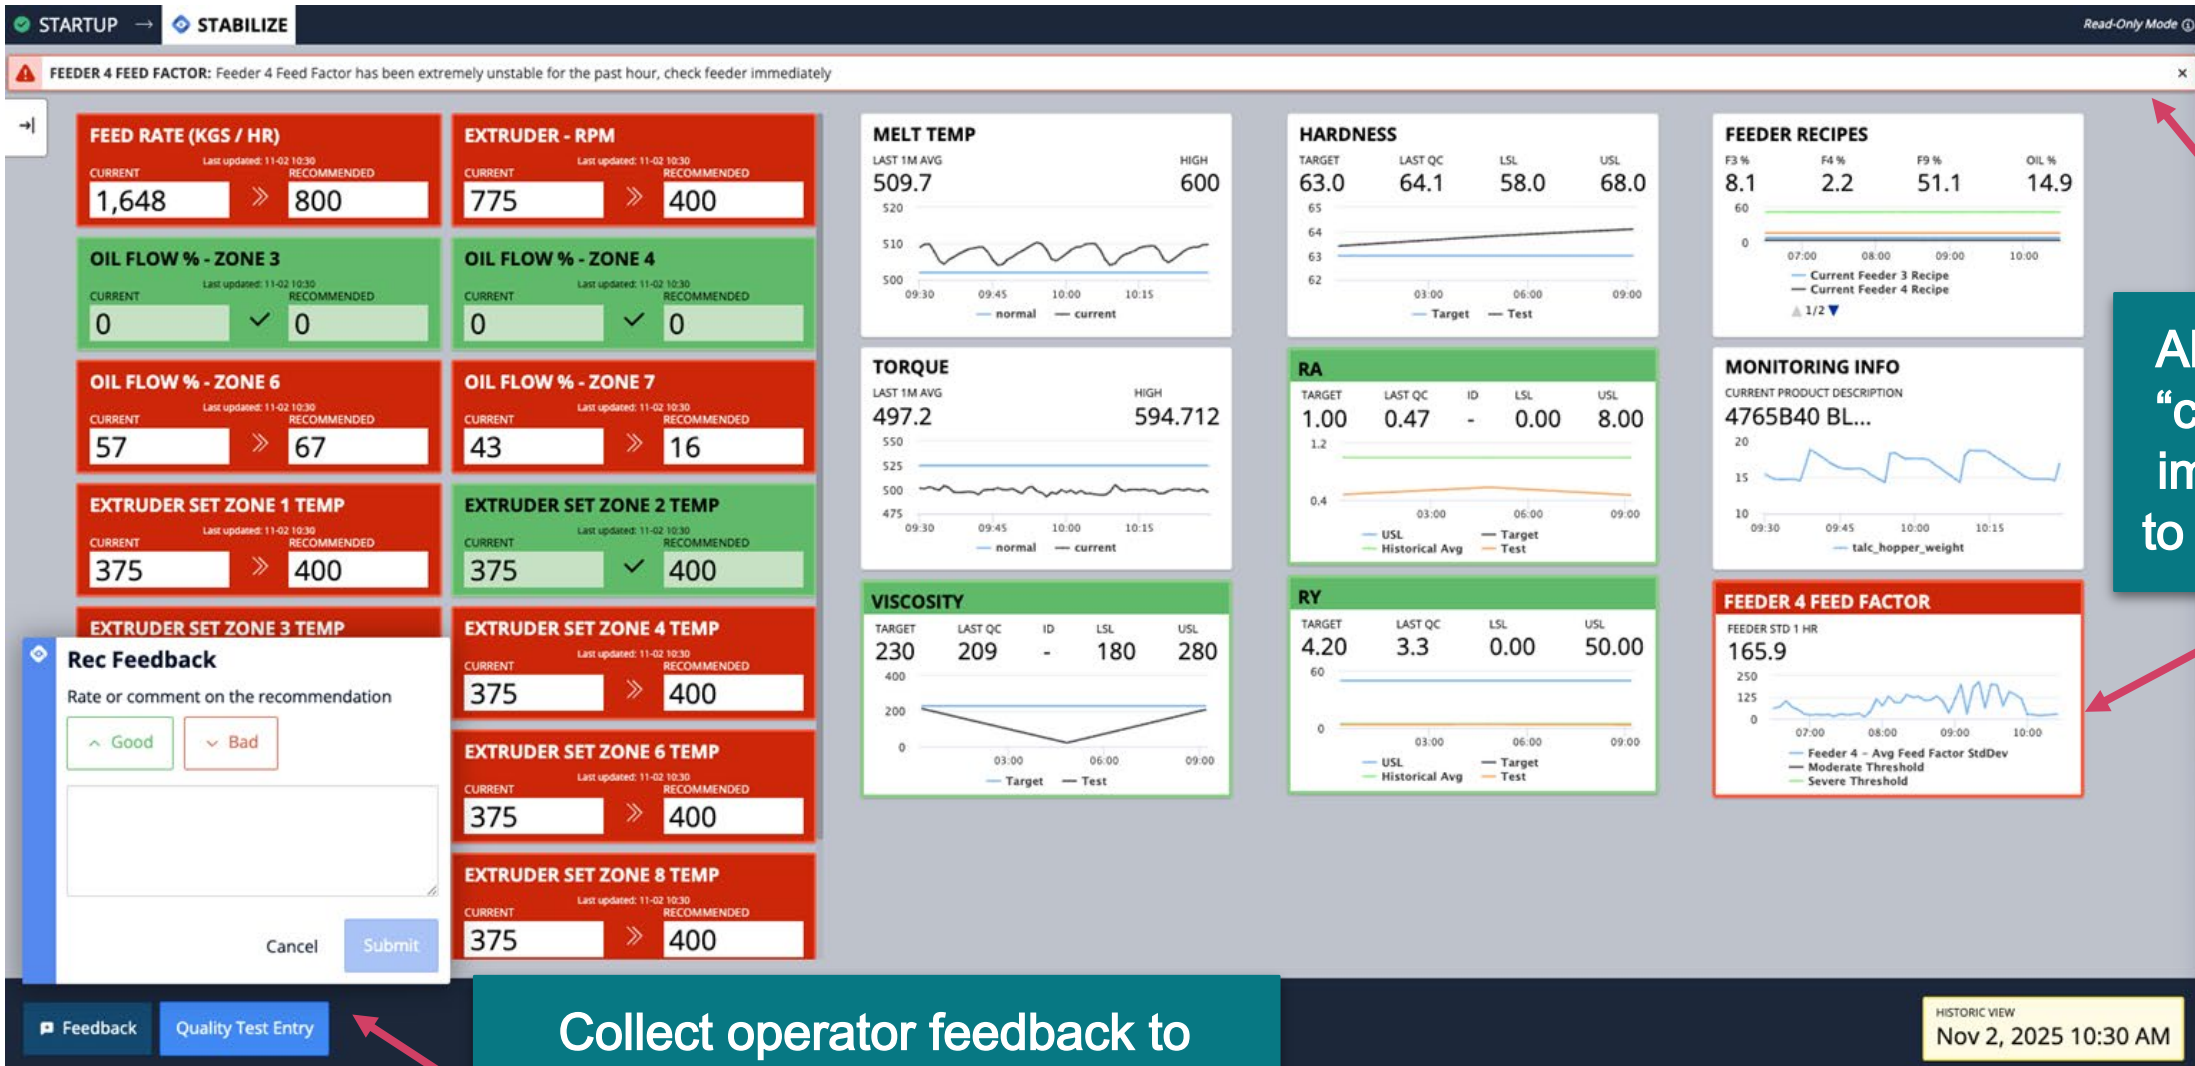 STARTUP → STABILIZE
Read-Only Mode
FEEDER 4 FEED FACTOR: Feeder 4 Feed Factor has been extremely unstable for the past hour, check feeder immediately
FEED RATE (KGS / HR)
Last updated: 11-02 10:30
CURRENT RECOMMENDED
1,648 800
EXTRUDER - RPM
Last updated: 11-02 10:30
CURRENT RECOMMENDED
775 400
OIL FLOW % - ZONE 3
Last updated: 11-02 10:30
CURRENT RECOMMENDED
0 0
OIL FLOW % - ZONE 4
Last updated: 11-02 10:30
CURRENT RECOMMENDED
0 0
OIL FLOW % - ZONE 6
Last updated: 11-02 10:30
CURRENT RECOMMENDED
57 67
OIL FLOW % - ZONE 7
Last updated: 11-02 10:30
CURRENT RECOMMENDED
43 16
EXTRUDER SET ZONE 1 TEMP
Last updated: 11-02 10:30
CURRENT RECOMMENDED
375 400
EXTRUDER SET ZONE 2 TEMP
Last updated: 11-02 10:30
CURRENT RECOMMENDED
375 400
EXTRUDER SET ZONE 3 TEMP
EXTRUDER SET ZONE 4 TEMP
Last updated: 11-02 10:30
CURRENT RECOMMENDED
375 400
EXTRUDER SET ZONE 6 TEMP
Last updated: 11-02 10:30
CURRENT RECOMMENDED
375 400
EXTRUDER SET ZONE 8 TEMP
Last updated: 11-02 10:30
CURRENT RECOMMENDED
375 400
Rec Feedback
Rate or comment on the recommendation
Good Bad
Cancel Submit
MELT TEMP
LAST 1M AVG HIGH
509.7 600
520
510
500
09:30 09:45 10:00 10:15
normal current
TORQUE
LAST 1M AVG HIGH
497.2 594.712
550
525
500
475
09:30 09:45 10:00 10:15
normal current
VISCOSITY
TARGET LAST QC ID LSL USL
230 209 - 180 280
400
200
0
03:00 06:00 09:00
Target Test
HARDNESS
TARGET LAST QC LSL USL
63.0 64.1 58.0 68.0
65
64
63
62
03:00 06:00 09:00
Target Test
RA
TARGET LAST QC ID LSL USL
1.00 0.47 - 0.00 8.00
1.2
0.4
03:00 06:00 09:00
USL Target
Historical Avg Test
RY
TARGET LAST QC LSL USL
4.20 3.3 0.00 50.00
60
0
03:00 06:00 09:00
USL Target
Historical Avg Test
FEEDER RECIPES
F3 % F4 % F9 % OIL %
8.1 2.2 51.1 14.9
60
0
07:00 08:00 09:00 10:00
Current Feeder 3 Recipe
Current Feeder 4 Recipe
1/2
MONITORING INFO
CURRENT PRODUCT DESCRIPTION
4765B40 BL...
20
15
10
09:30 09:45 10:00 10:15
talc_hopper_weight
FEEDER 4 FEED FACTOR
FEEDER STD 1 HR
165.9
250
125
0
07:00 08:00 09:00 10:00
Feeder 4 – Avg Feed Factor StdDev
Moderate Threshold
Severe Threshold
to
Feedback Quality Test Entry
Collect operator feedback to
HISTORIC VIEW
Nov 2, 2025 10:30 AM